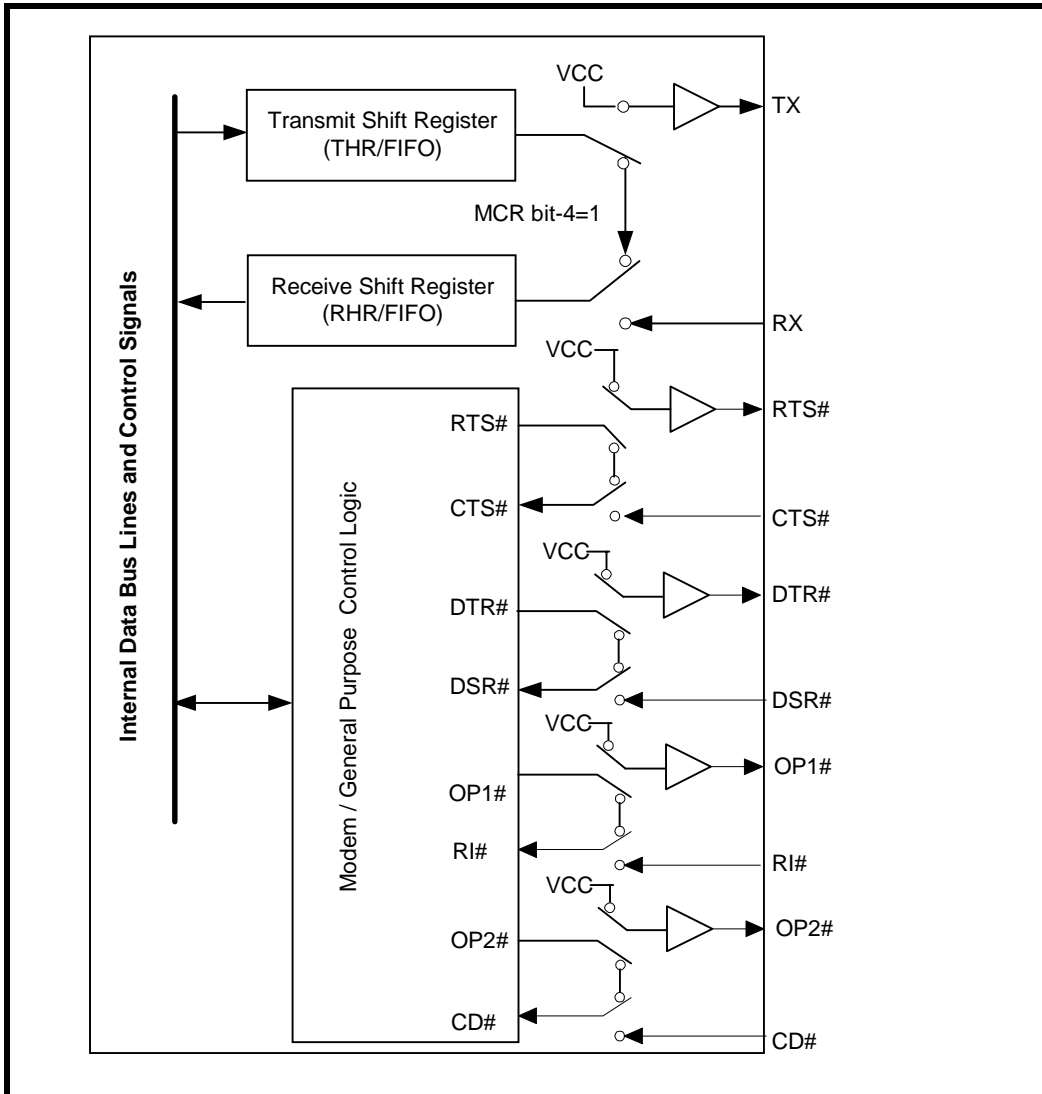 VCC
TX
Transmit Shift Register
(THR/FIFO)
MCR bit-4=1
Receive Shift Register
(RHR/FIFO)
RX
VCC
RTS#
RTS#
CTS#
CTS#
VCC
DTR#
DTR#
DSR#
DSR#
VCC
OP1#
OP1#
RI#
RI#
VCC
OP2#
OP2#
CD#
CD#
Internal Data Bus Lines and Control Signals
Modem / General Purpose Control Logic